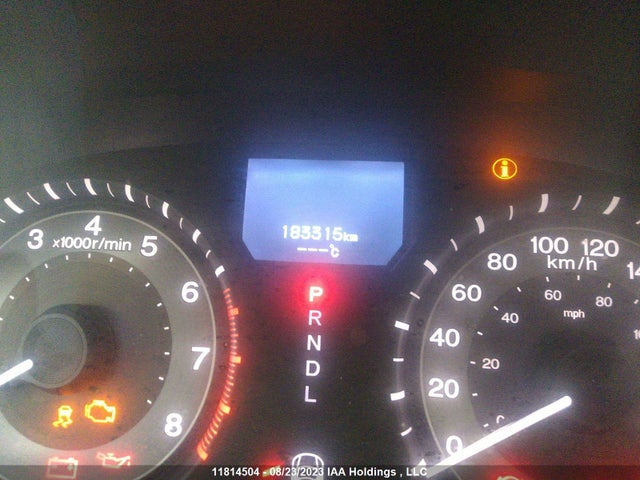 183315km
---°C
3 4 5 6 7 8
x1000r/min
P
R
N
D
L
0 20 40 60 80 100 120
km/h
20 40 60 80
mph
11814504 - 08/23/2023 IAA Holdings , LLC